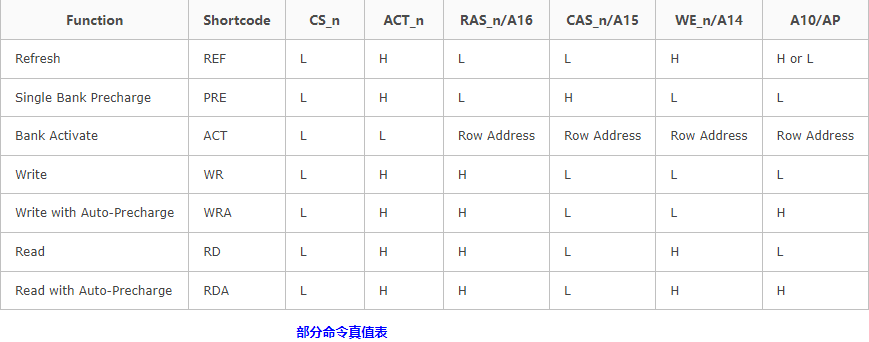 Function Shortcode CS_n ACT_n RAS_n/A16 CAS_n/A15 WE_n/A14 A10/AP
Refresh REF L H L L H H or L
Single Bank Precharge PRE L H L H L L
Bank Activate ACT L L Row Address Row Address Row Address Row Address
Write WR L H H L L L
Write with Auto-Precharge WRA L H H L L H
Read RD L H H L H L
Read with Auto-Precharge RDA L H H L H H
部分命令真值表